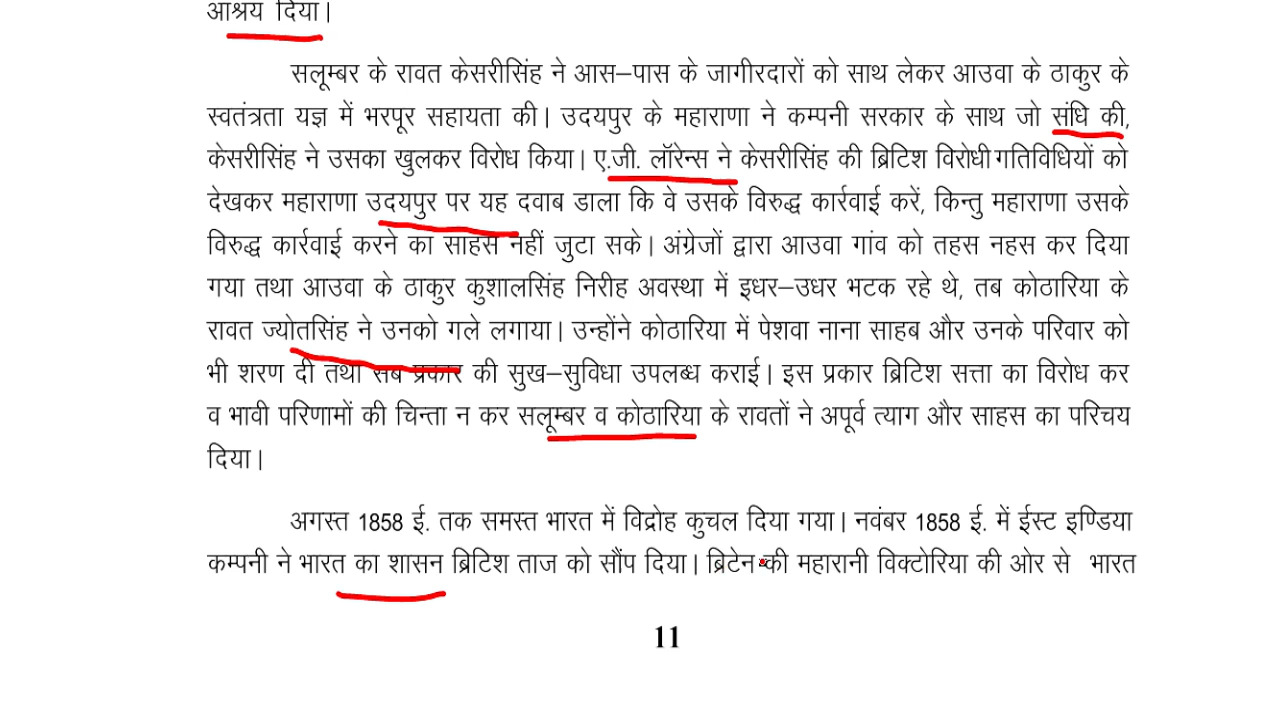 आश्रय दिया।
सलूम्बर के रावत केसरीसिंह ने आस–पास के जागीरदारों को साथ लेकर आउवा के ठाकुर के
स्वतंत्रता यज्ञ में भरपूर सहायता की। उदयपुर के महाराणा ने कम्पनी सरकार के साथ जो संधि की,
केसरीसिंह ने उसका खुलकर विरोध किया। ए.जी. लॉरेन्स ने केसरीसिंह की ब्रिटिश विरोधी गतिविधियों को
देखकर महाराणा उदयपुर पर यह दवाब डाला कि वे उसके विरुद्ध कार्रवाई करें, किन्तु महाराणा उसके
विरुद्ध कार्रवाई करने का साहस नहीं जुटा सके। अंग्रेजों द्वारा आउवा गांव को तहस नहस कर दिया
गया तथा आउवा के ठाकुर कुशालसिंह निरीह अवस्था में इधर–उधर भटक रहे थे, तब कोठारिया के
रावत ज्योतसिंह ने उनको गले लगाया। उन्होंने कोठारिया में पेशवा नाना साहब और उनके परिवार को
भी शरण दी तथा सब प्रकार की सुख–सुविधा उपलब्ध कराई। इस प्रकार ब्रिटिश सत्ता का विरोध कर
व भावी परिणामों की चिन्ता न कर सलूम्बर व कोठारिया के रावतों ने अपूर्व त्याग और साहस का परिचय
दिया।
अगस्त 1858 ई. तक समस्त भारत में विद्रोह कुचल दिया गया। नवंबर 1858 ई. में ईस्ट इण्डिया
कम्पनी ने भारत का शासन ब्रिटिश ताज को सौंप दिया। ब्रिटेन की महारानी विक्टोरिया की ओर से भारत
11